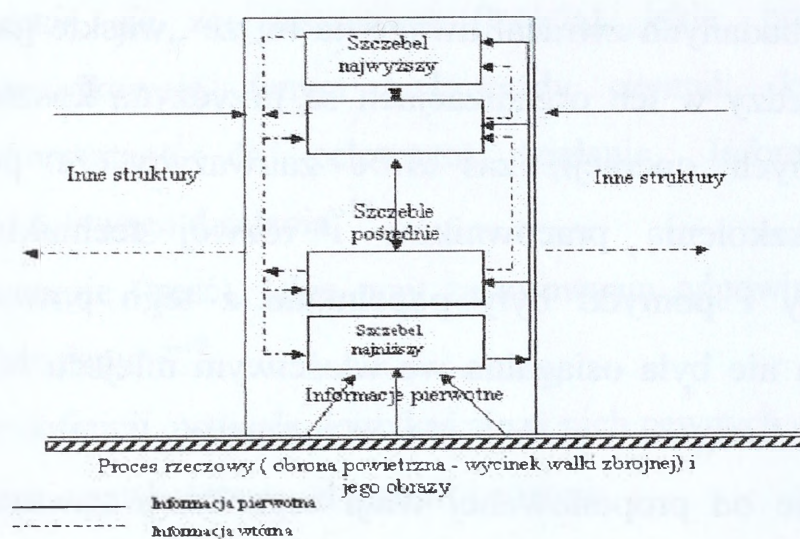 Szczebel
najwyższy
Inne struktury
Inne struktury
Szczeble
pośrednie
Szczebel
najniższy
Informacje pierwotne
Proces rzeczowy ( obrona powietrzna - wycinek walki zbrojnej) i
jego obrazy
Informacja pierwotna
Informacja wtórna